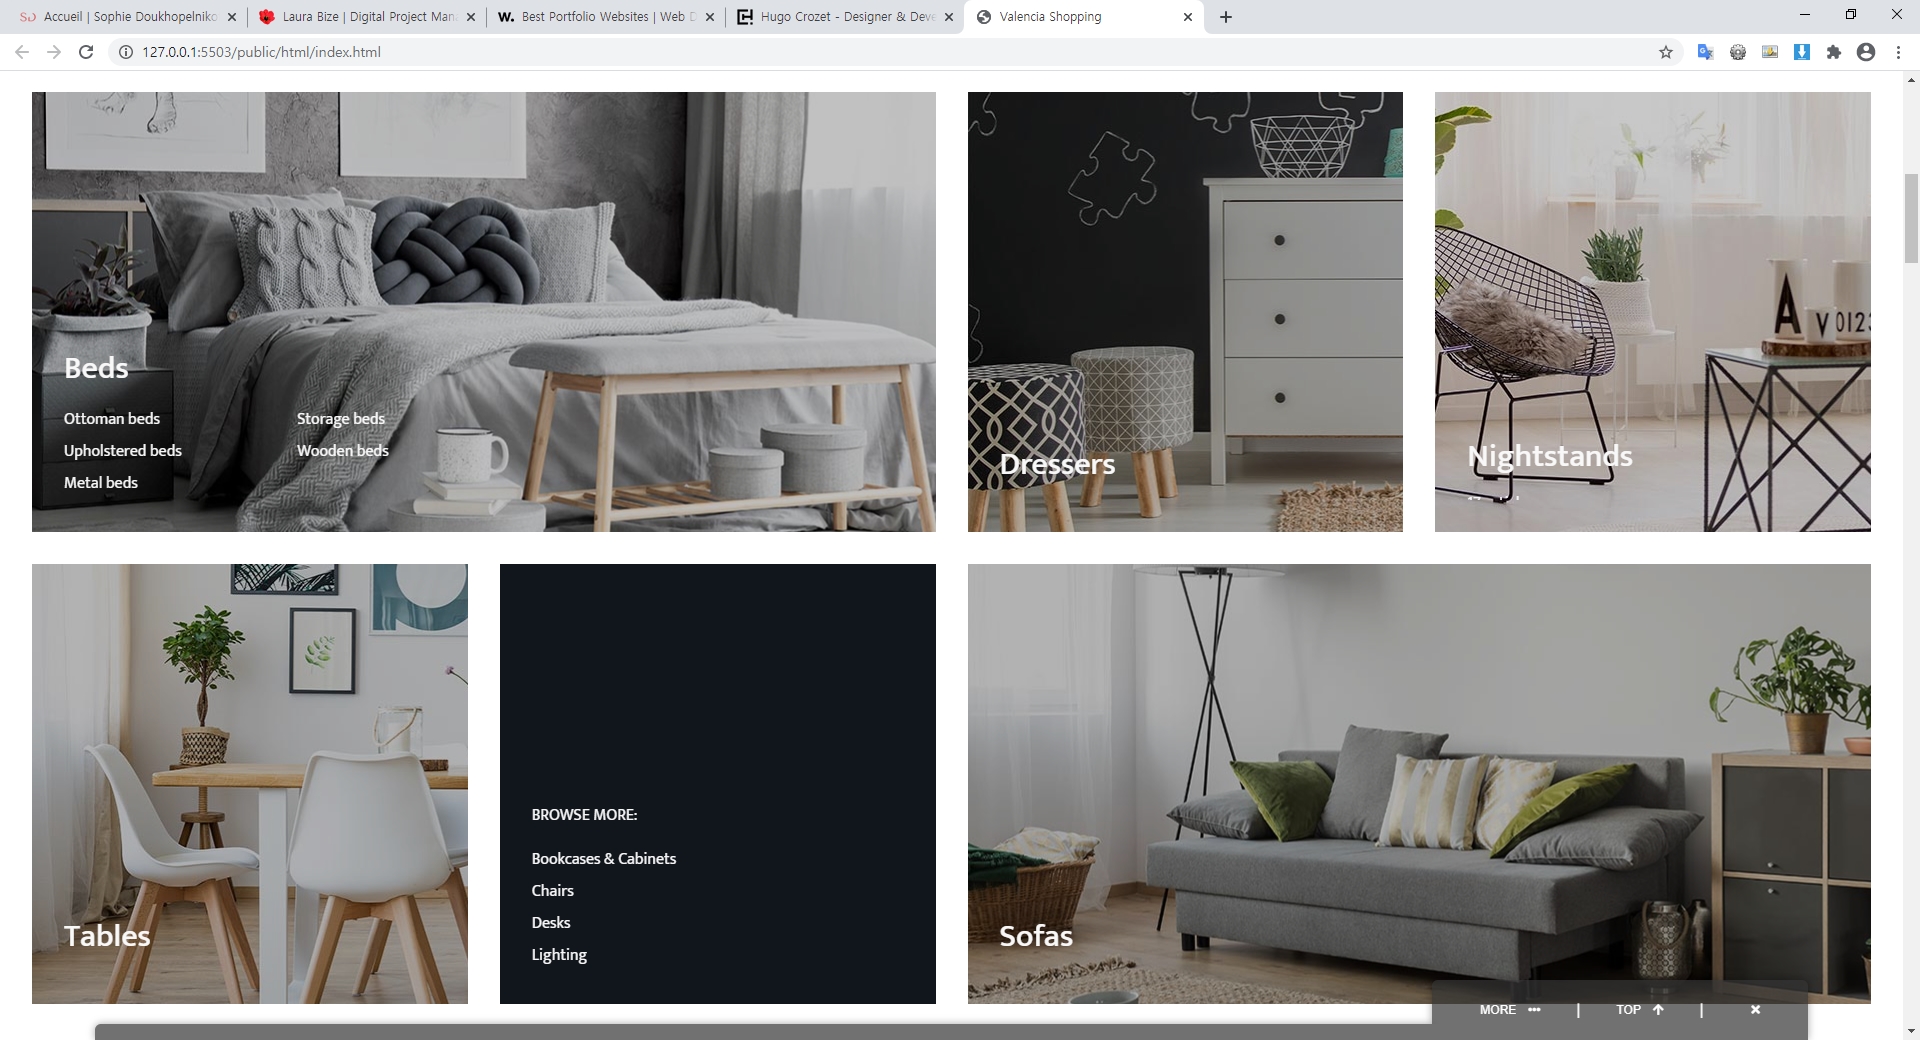 Accueil | Sophie Doukhopelniko
Laura Bize | Digital Project Man
W. Best Portfolio Websites | Web D
Hugo Crozet - Designer & Deve
Valencia Shopping
127.0.0.1:5503/public/html/index.html
Beds
Ottoman beds
Storage beds
Upholstered beds
Wooden beds
Metal beds
Dressers
A
V 0123
Nightstands
Tables
BROWSE MORE:
Bookcases & Cabinets
Chairs
Desks
Lighting
Sofas
MORE ••• | TOP ↑ | ×